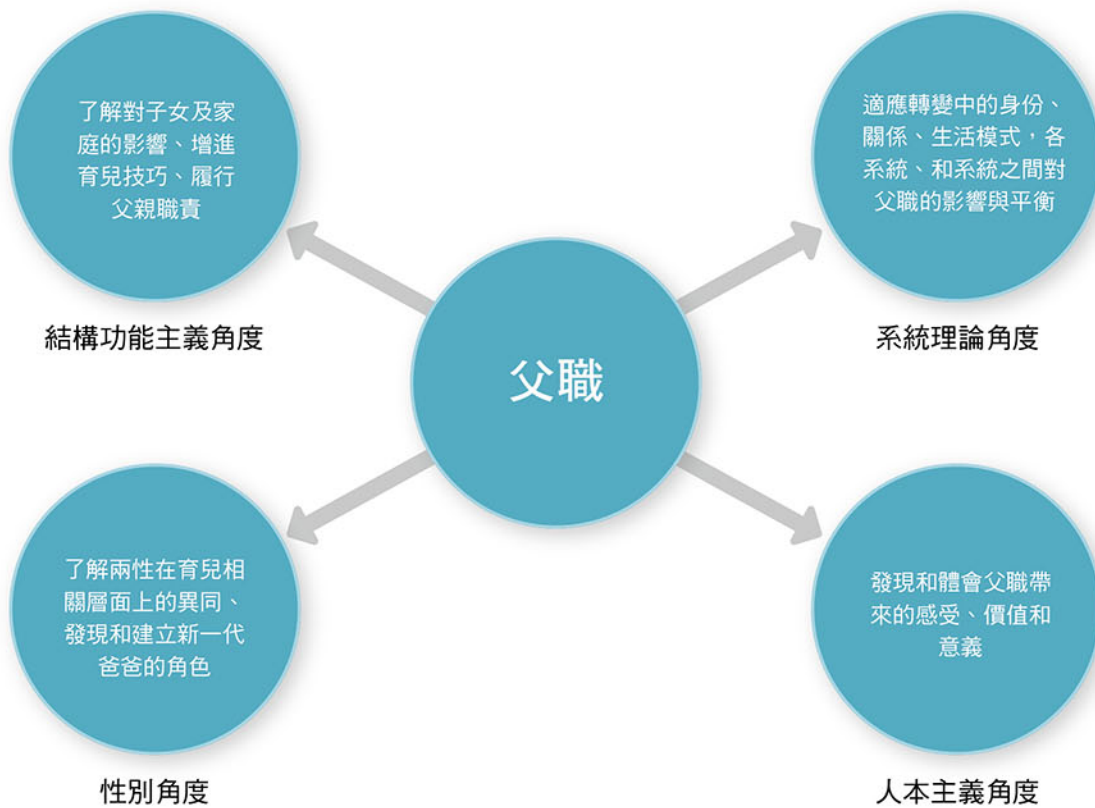 了解對子女及家
庭的影響、增進
育兒技巧、履行
父親職責
結構功能主義角度
適應轉變中的身份、
關係、生活模式，各
系統、和系統之間對
父職的影響與平衡
系統理論角度
父職
了解兩性在育兒相
關層面上的異同、
發現和建立新一代
爸爸的角色
性別角度
發現和體會父職帶
來的感受、價值和
意義
人本主義角度